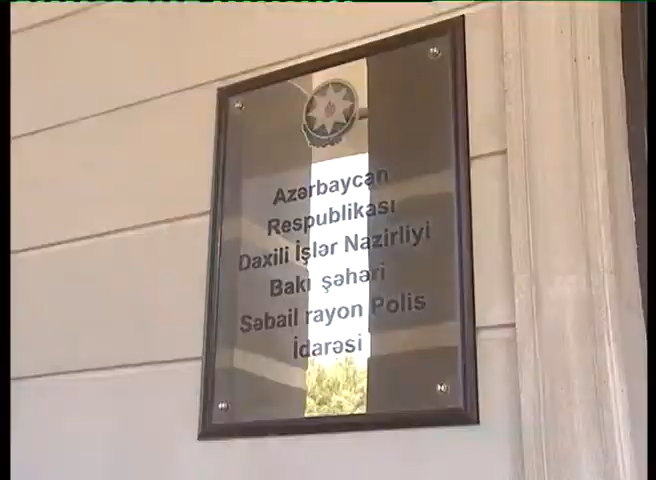 Azərbaycan
Respublikası
Daxili İşlər Nazirliyi
Bakı şəhəri
Səbail rayon Polis
İdarəsi